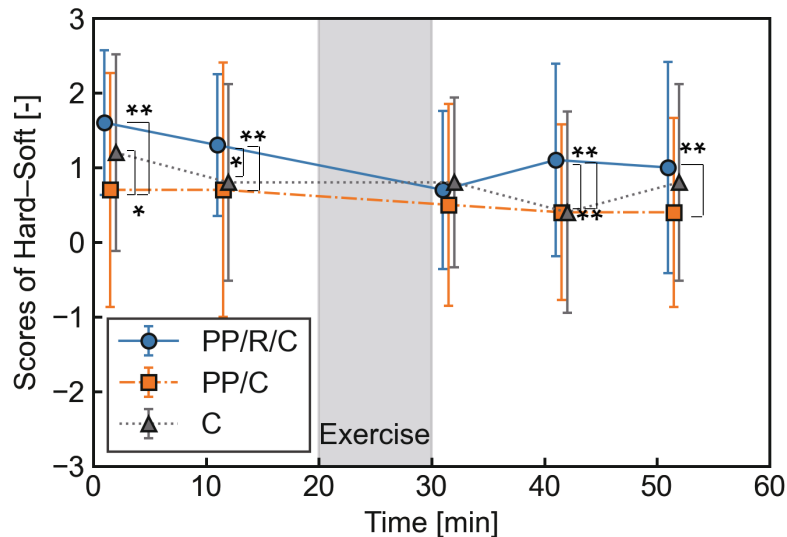 3
2
1
0
−1
−2
−3
Scores of Hard–Soft [-]
**
*
**
*
**
**
**
PP/R/C
PP/C
C
Exercise
0 10 20 30 40 50 60
Time [min]